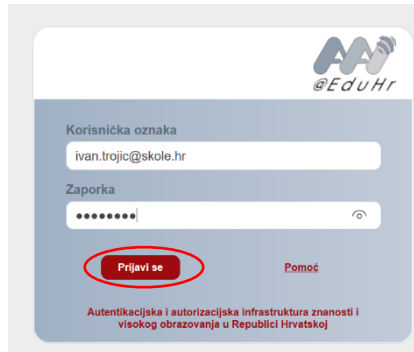 AAI
@EduHr
Korisnička oznaka
ivan.trojic@skole.hr
Zaporka
●●●●●●●●
Prijavi se
Pomoć
Autentikacijska i autorizacijska infrastruktura znanosti i
visokog obrazovanja u Republici Hrvatskoj